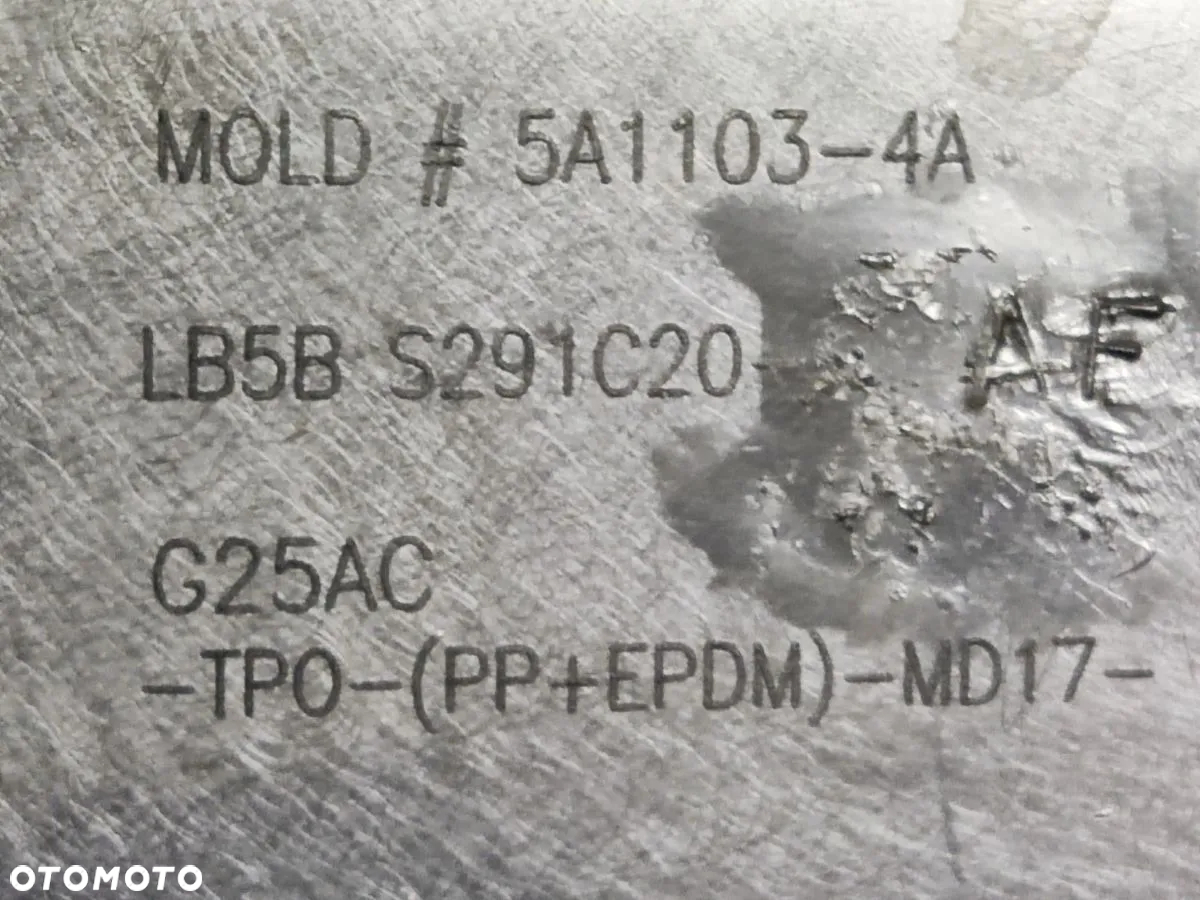 MOLD # 5A1103-4A
LB5B S291C20- AF
G25AC
-TPO-(PP+EPDM)-MD17-
OTOMOTO